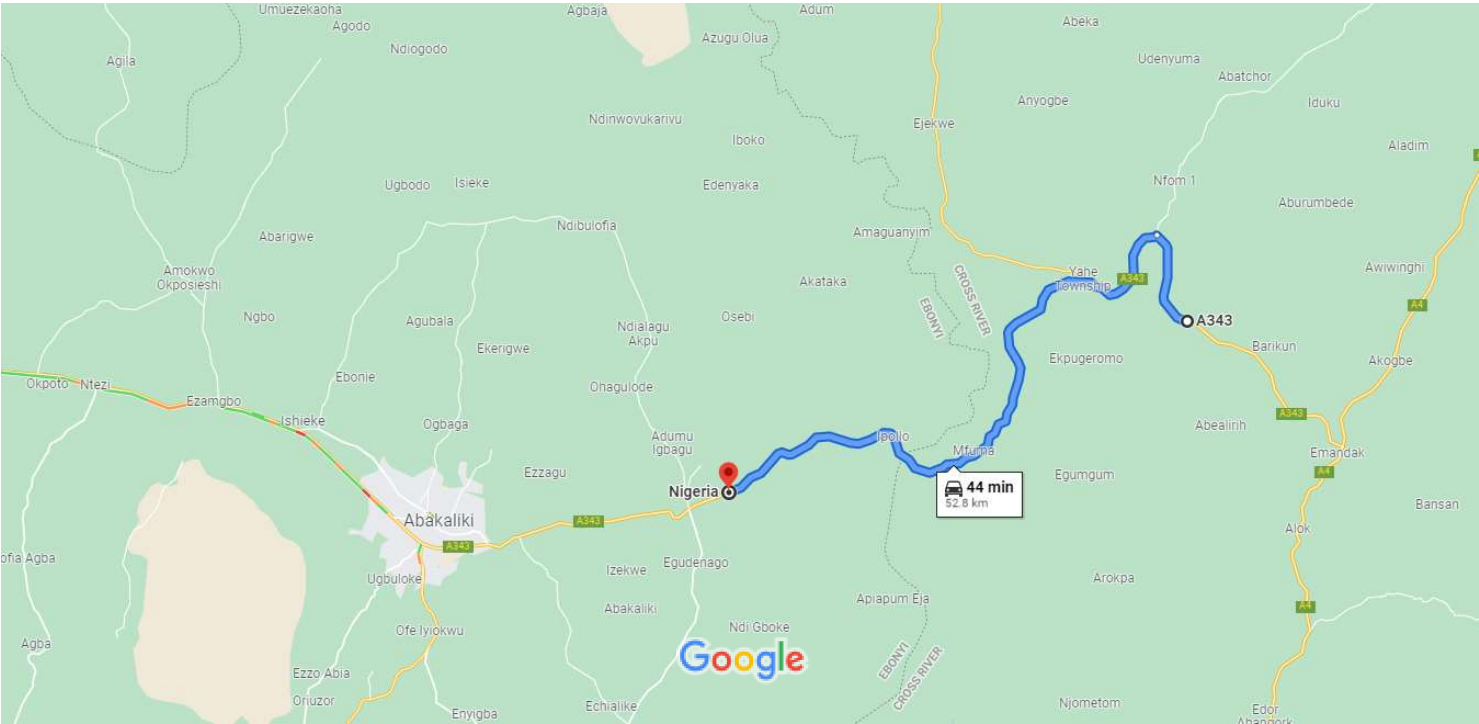 Umuezekaoha
Agbaja
Adum
Agodo
Abeka
Ndiogodo
Azugu Olua
Agila
Udenyuma
Abatchor
Anyogbe
Iduku
Ndinwovukarivu
Ejekwe
Iboko
Aladim
Ugbodo
Isieke
Edenyaka
Nfom 1
Aburumbede
Ndibulofia
Abarigwe
Amaguanyim
Amokwo
Okposieshi
Yahe
Township
A343
Awiwinghi
Akataka
CROSS RIVER
EBONYI
A4
Ngbo
Agubala
Ndialagu
Akpu
Osebi
A343
Ekerigwe
Barikun
Ekpugeromo
Akogbe
Ebonie
Okpoto
Ntezi
Ohagulode
Ezamgbo
Ishieke
Ogbaga
A343
Abealirih
Adumu
Igbagu
Ipollo
Mfuma
Emandak
Ezzagu
A4
Egumgum
Nigeria
44 min
52.8 km
Bansan
Abakaliki
A343
Alok
A343
ofia Agba
Izekwe
Egudenago
Ugbuloke
Arokpa
Abakaliki
Apiapum Eja
A4
Ofe Iyiokwu
Ndi Gboke
Agba
Google
EBONYI
CROSS RIVER
Ezzo Abia
Oriuzor
Enyigba
Echialike
Njometom
Edor
Abangork